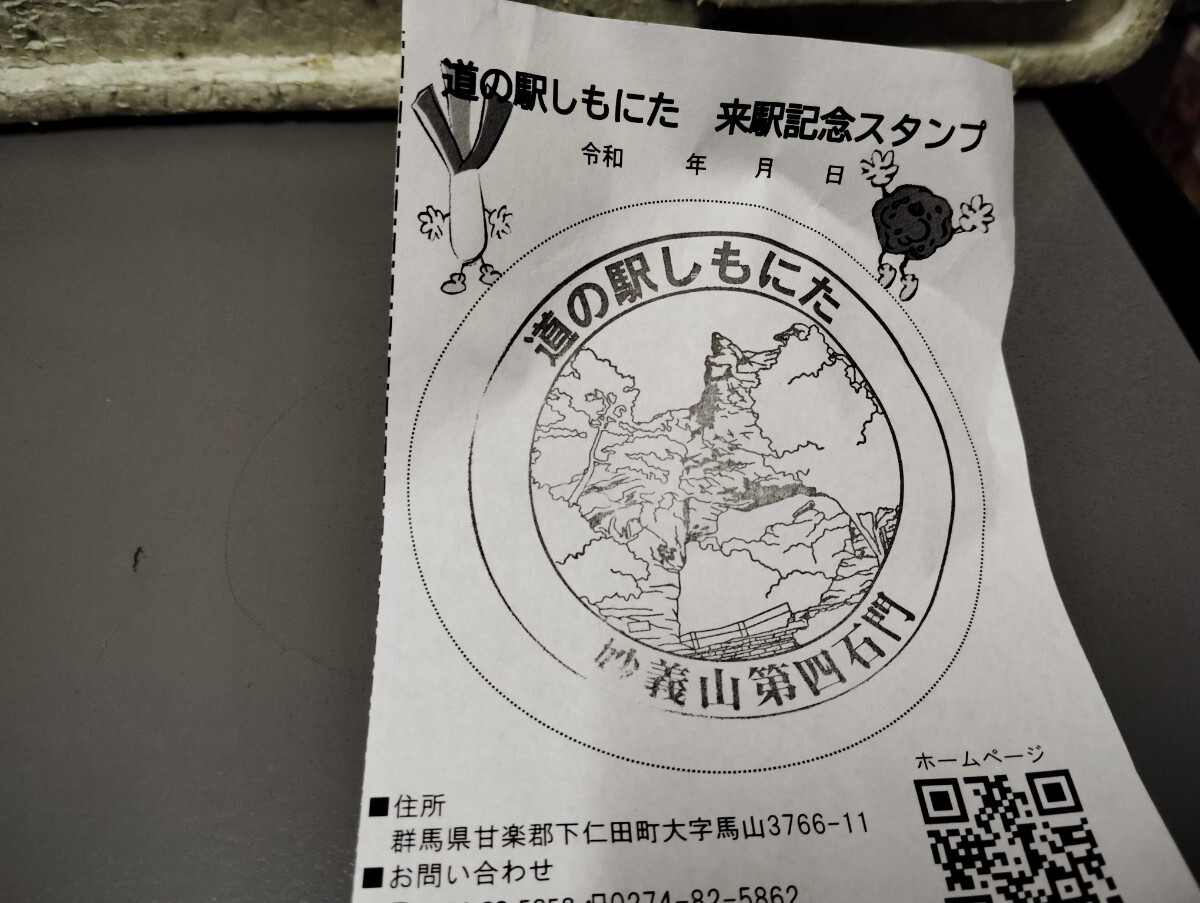 道の駅しもにた 来駅記念スタンプ
令和 年 月 日
道の駅しもにた
妙義山第四石門
ホームページ
■住所
群馬県甘楽郡下仁田町大字馬山3766-11
■お問い合わせ
0274-82-5862